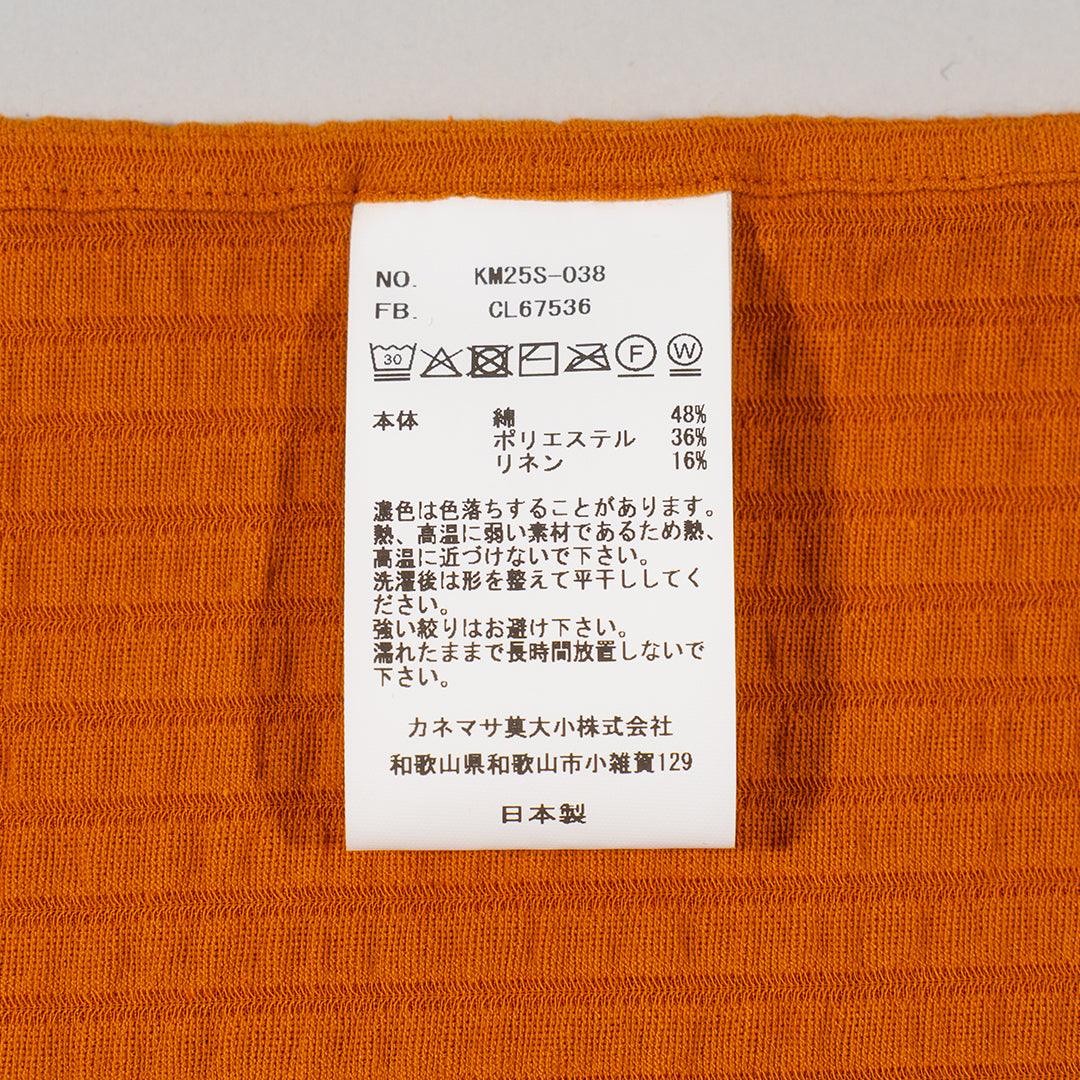 NO. KM25S-038
FB. CL67536
30 F W
本体 綿 48%
ポリエステル 36%
リネン 16%
濃色は色落ちすることがあります。
熱、高温に弱い素材であるため熱、
高温に近づけないで下さい。
洗濯後は形を整えて平干ししてく
ださい。
強い絞りはお避け下さい。
濡れたままで長時間放置しないで
下さい。
カネマサ莫大小株式会社
和歌山県和歌山市小雑賀129
日本製